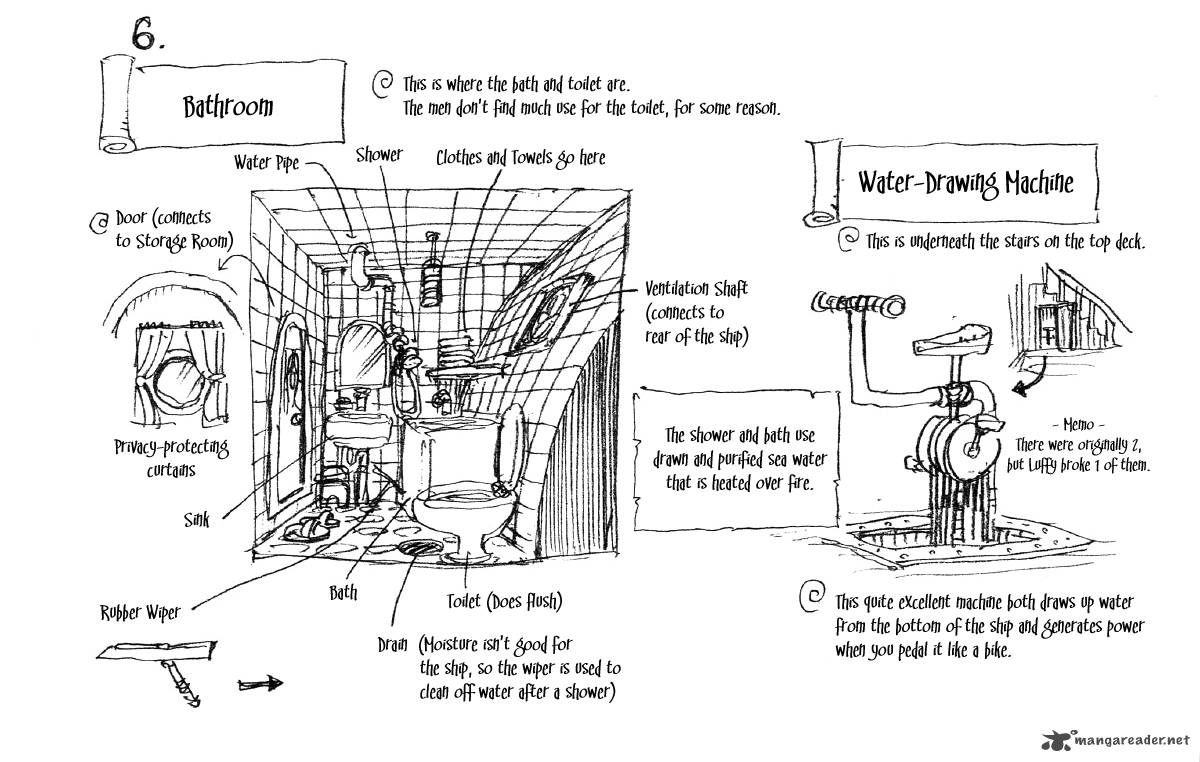 6.
Bathroom
This is where the bath and toilet are.
The men don't find much use for the toilet, for some reason.
Water Pipe
Shower
Clothes and Towels go here
Door (connects
to Storage Room)
Privacy-protecting
curtains
Sink
Rubber Wiper
Bath
Toilet (Does flush)
Drain (Moisture isn't good for
the ship, so the wiper is used to
clean off water after a shower)
Ventilation Shaft
(connects to
rear of the ship)
The shower and bath use
drawn and purified sea water
that is heated over fire.
Water-Drawing Machine
This is underneath the stairs on the top deck.
- Memo -
There were originally 2,
but Luffy broke 1 of them.
This quite excellent machine both draws up water
from the bottom of the ship and generates power
when you pedal it like a bike.
mangareader.net